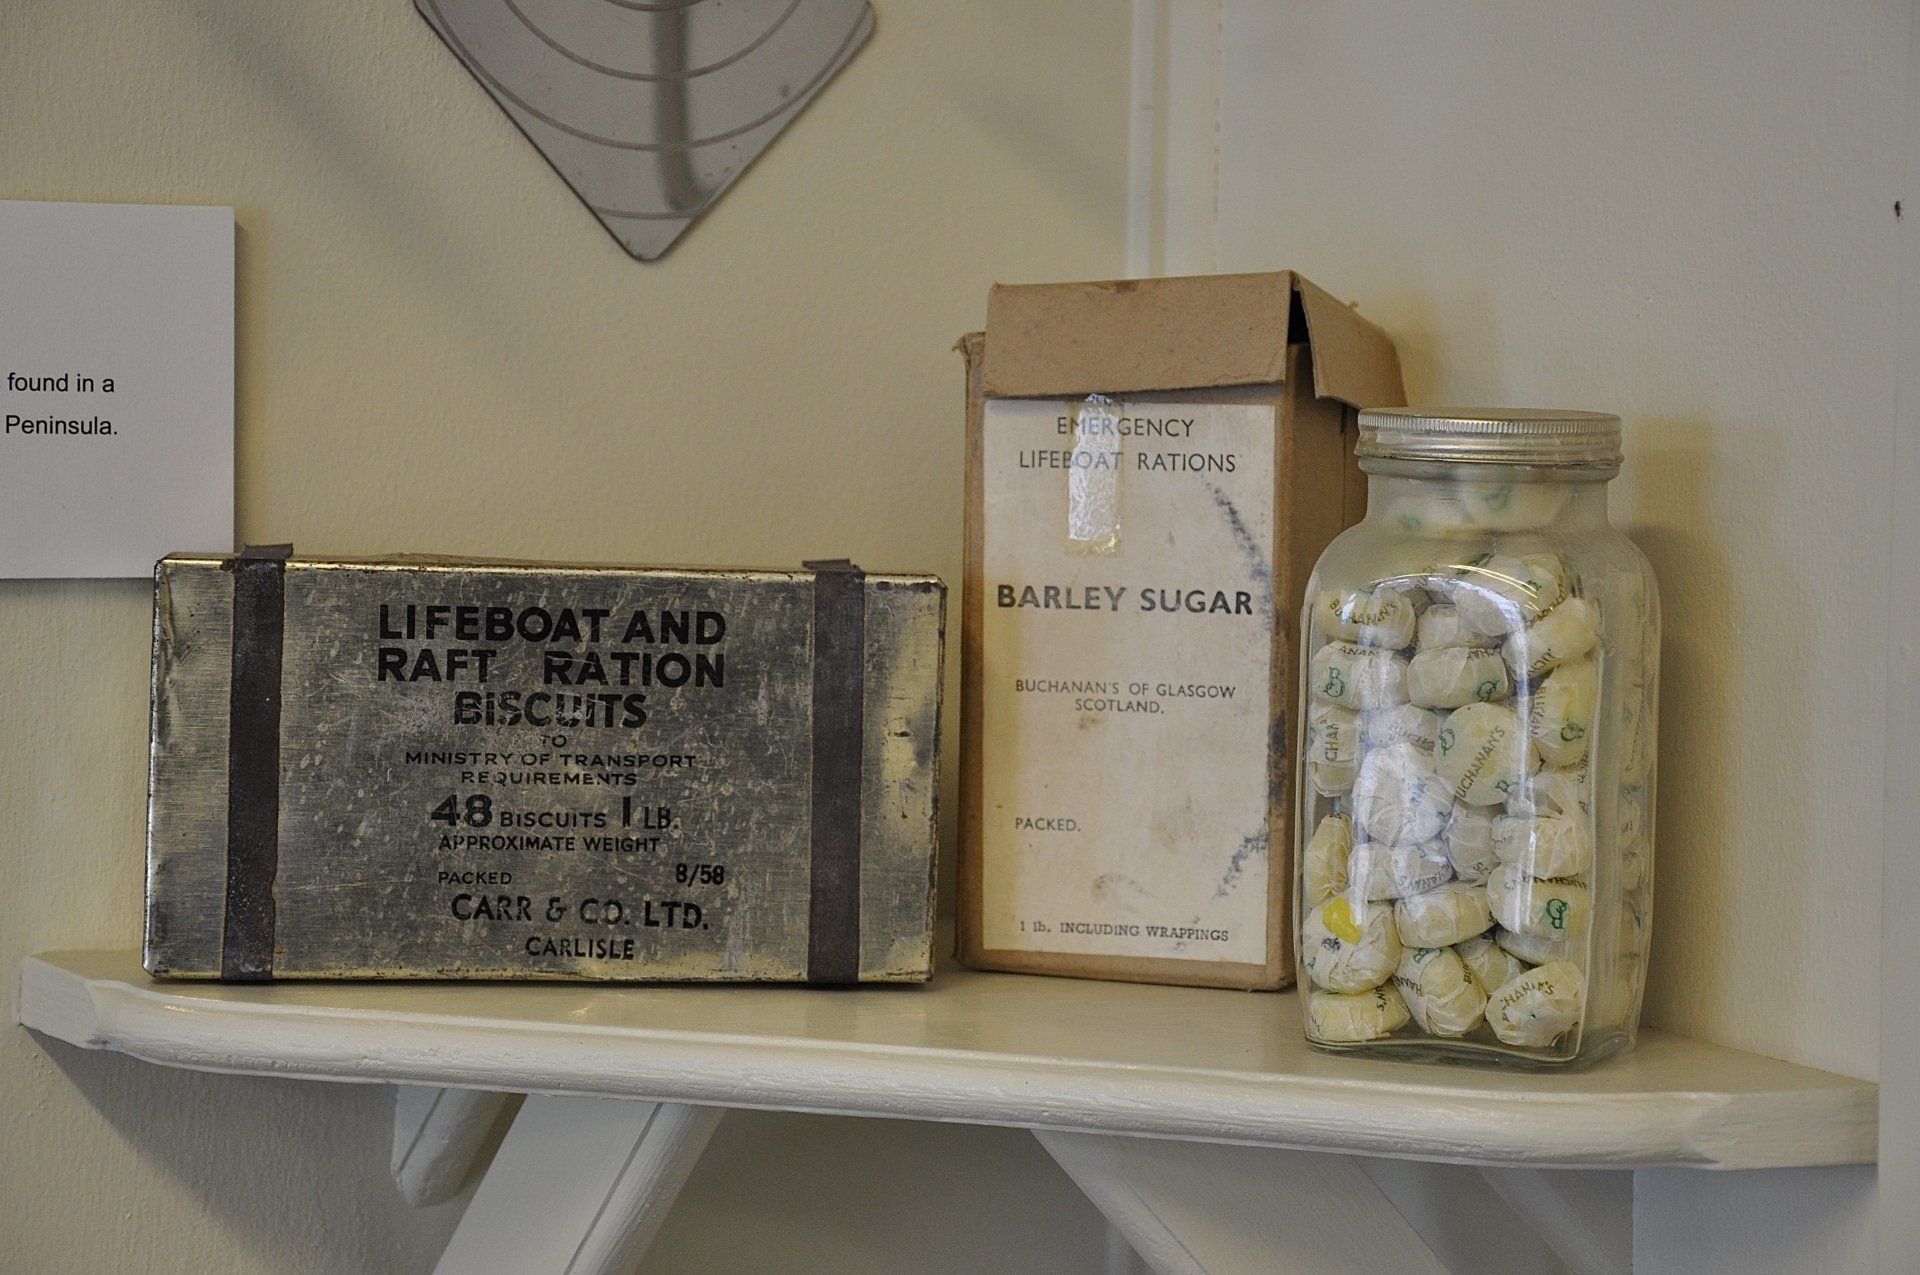 found in a
Peninsula.
LIFEBOAT AND
RAFT RATION
BISCUITS
TO
MINISTRY OF TRANSPORT
REQUIREMENTS
48 BISCUITS 1 LB.
APPROXIMATE WEIGHT
PACKED 8/58
CARR & CO. LTD.
CARLISLE
EMERGENCY
LIFEBOAT RATIONS
BARLEY SUGAR
BUCHANAN'S OF GLASGOW
SCOTLAND.
PACKED.
1 lb. INCLUDING WRAPPINGS
BUCHANAN'S